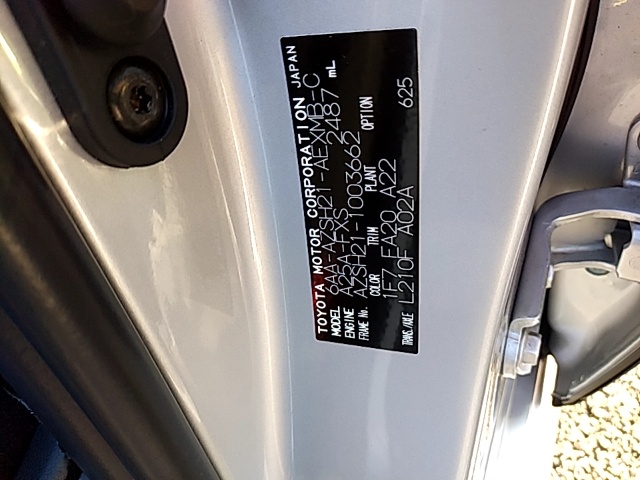 TOYOTA MOTOR CORPORATION JAPAN
MODEL 6AA-AZSH21-AEXMB-C
ENGINE A25A-FXS 2487 mL
FRAME No. AZSH21-1003662
COLOR TRIM PLANT OPTION
1F7 FA20 A22 625
TRANS./AXLE L210F A02A